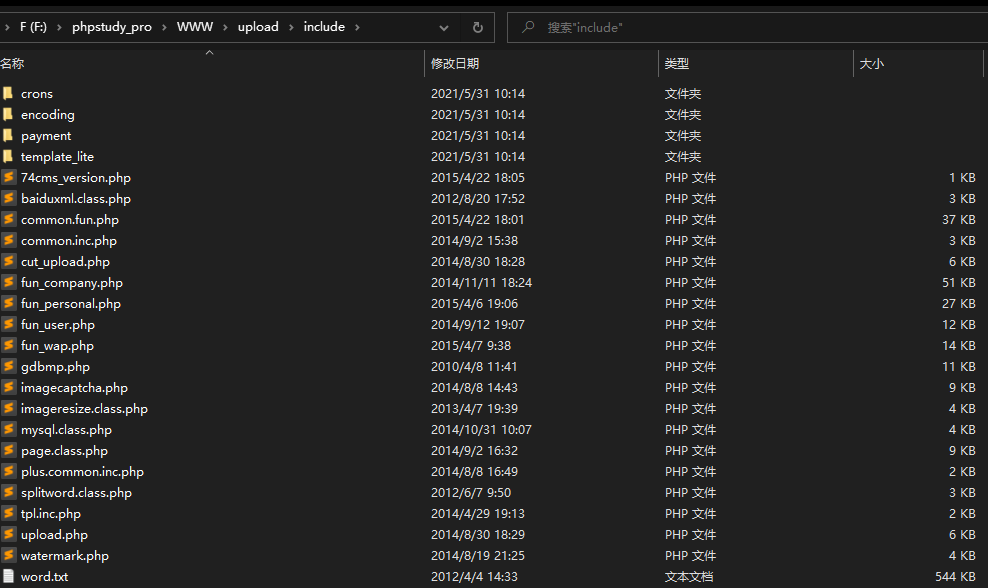 F (F:) phpstudy_pro WWW upload include 搜索"include"
名称 修改日期 类型 大小
crons 2021/5/31 10:14 文件夹
encoding 2021/5/31 10:14 文件夹
payment 2021/5/31 10:14 文件夹
template_lite 2021/5/31 10:14 文件夹
74cms_version.php 2015/4/22 18:05 PHP 文件 1 KB
baiduxml.class.php 2012/8/20 17:52 PHP 文件 3 KB
common.fun.php 2015/4/22 18:01 PHP 文件 37 KB
common.inc.php 2014/9/2 15:38 PHP 文件 3 KB
cut_upload.php 2014/8/30 18:28 PHP 文件 6 KB
fun_company.php 2014/11/11 18:24 PHP 文件 51 KB
fun_personal.php 2015/4/6 19:06 PHP 文件 27 KB
fun_user.php 2014/9/12 19:07 PHP 文件 12 KB
fun_wap.php 2015/4/7 9:38 PHP 文件 14 KB
gdbmp.php 2010/4/8 11:41 PHP 文件 11 KB
imagecaptcha.php 2014/8/8 14:43 PHP 文件 9 KB
imageresize.class.php 2013/4/7 19:39 PHP 文件 4 KB
mysql.class.php 2014/10/31 10:07 PHP 文件 4 KB
page.class.php 2014/9/2 16:32 PHP 文件 9 KB
plus.common.inc.php 2014/8/8 16:49 PHP 文件 2 KB
splitword.class.php 2012/6/7 9:50 PHP 文件 3 KB
tpl.inc.php 2014/4/29 19:13 PHP 文件 2 KB
upload.php 2014/8/30 18:29 PHP 文件 6 KB
watermark.php 2014/8/19 21:25 PHP 文件 4 KB
word.txt 2012/4/4 14:33 文本文档 544 KB